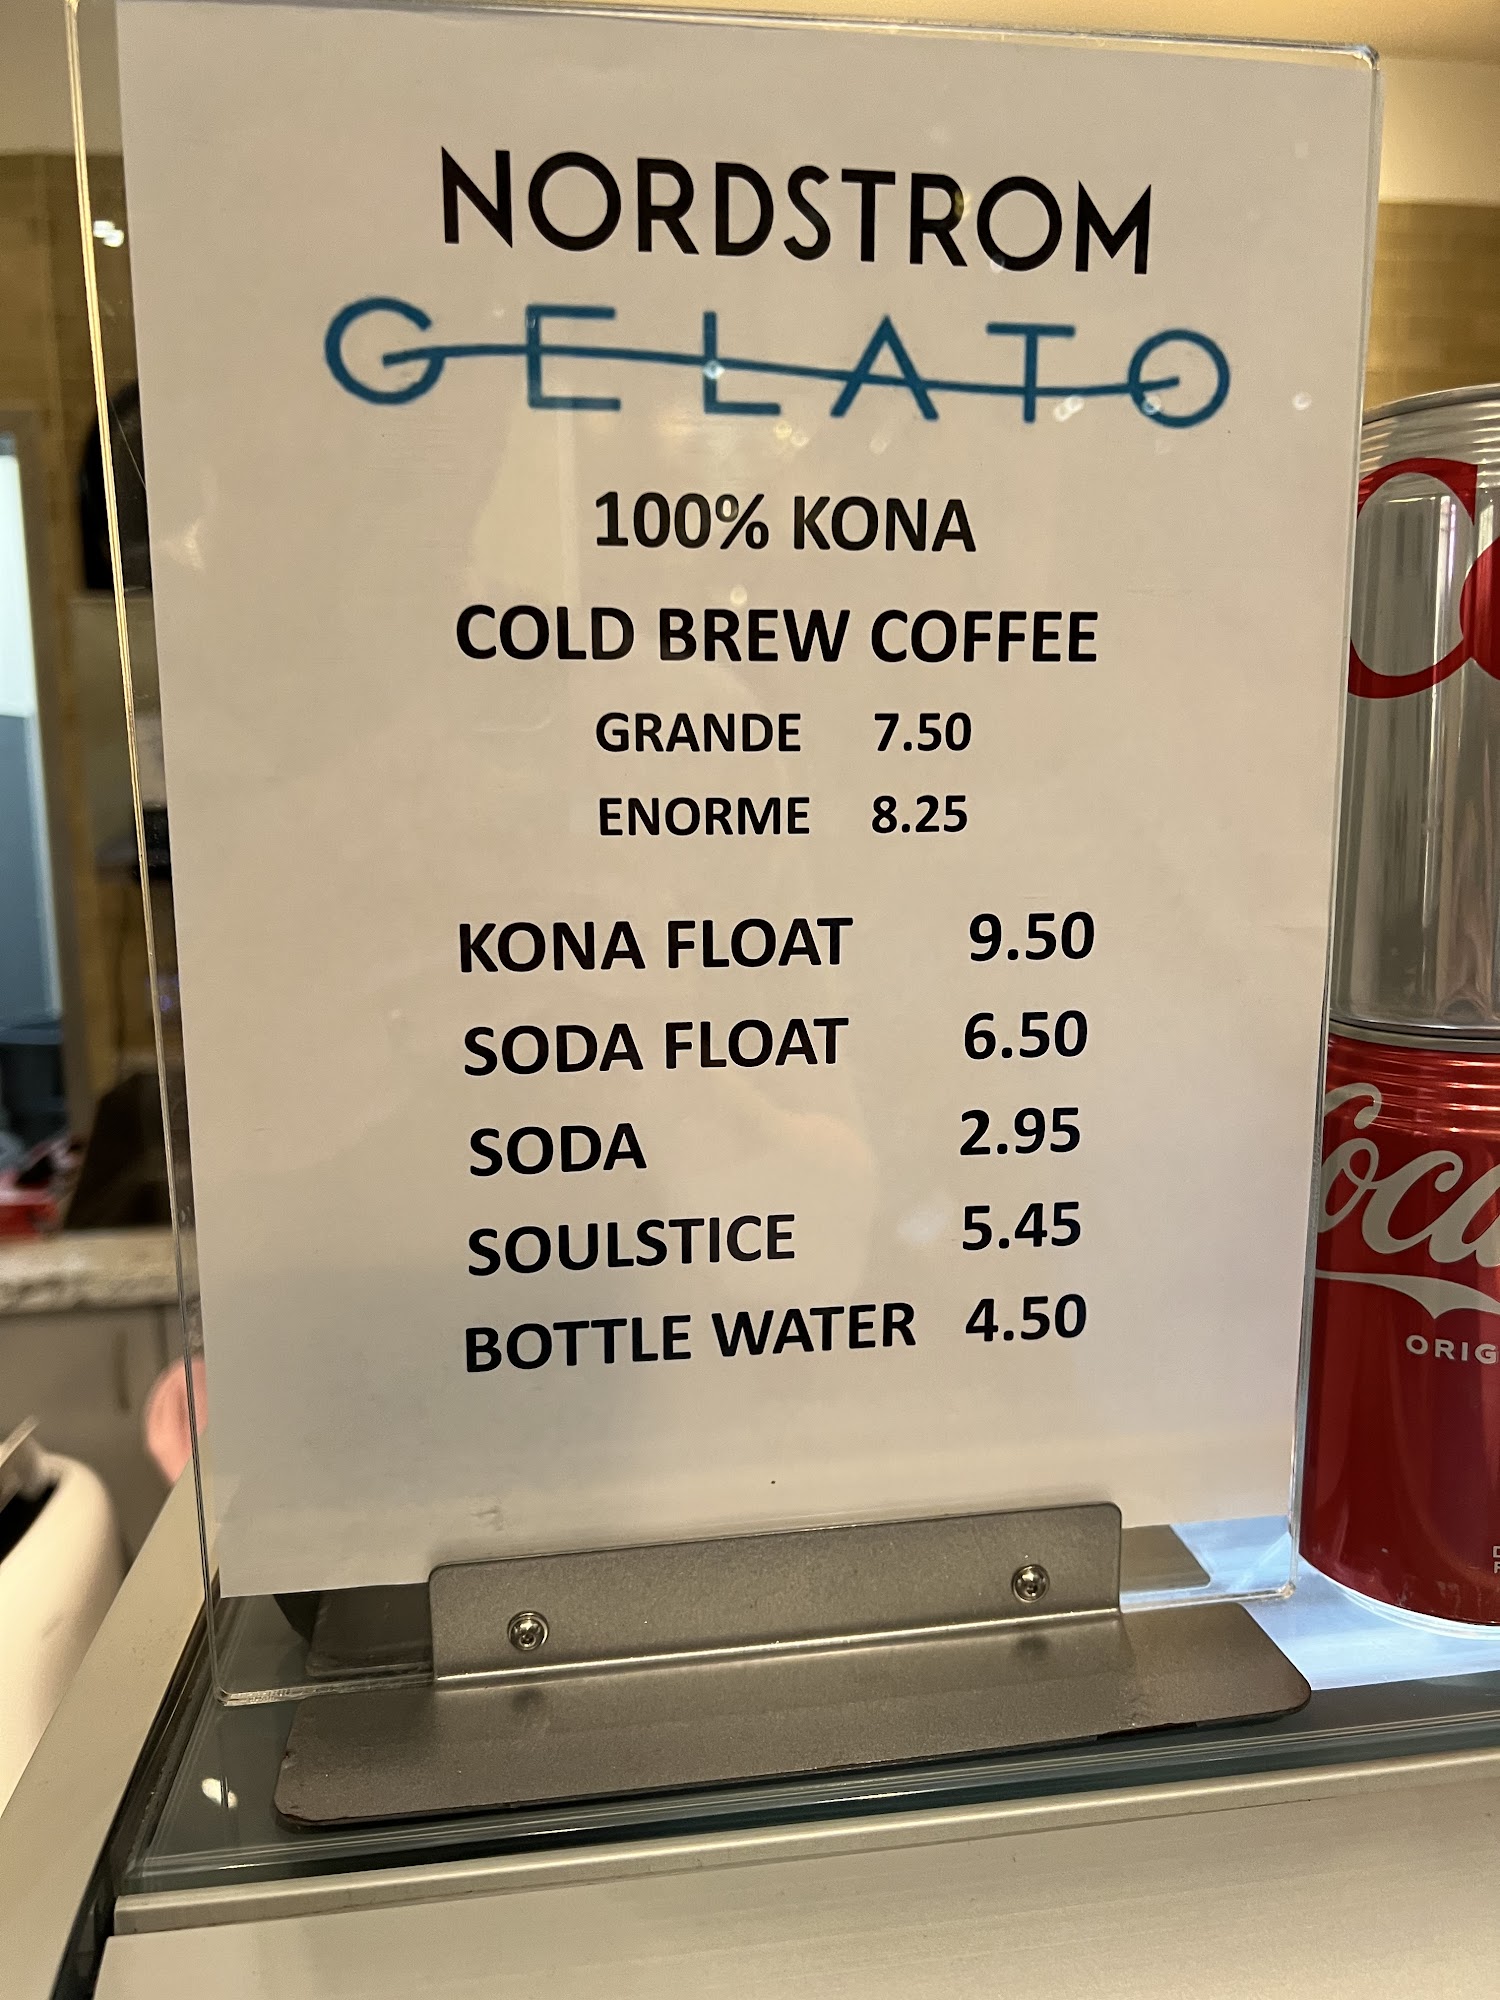 NORDSTROM
GELATO
100% KONA
COLD BREW COFFEE
GRANDE 7.50
ENORME 8.25
KONA FLOAT 9.50
SODA FLOAT 6.50
SODA 2.95
SOULSTICE 5.45
BOTTLE WATER 4.50
Coca
ORIG